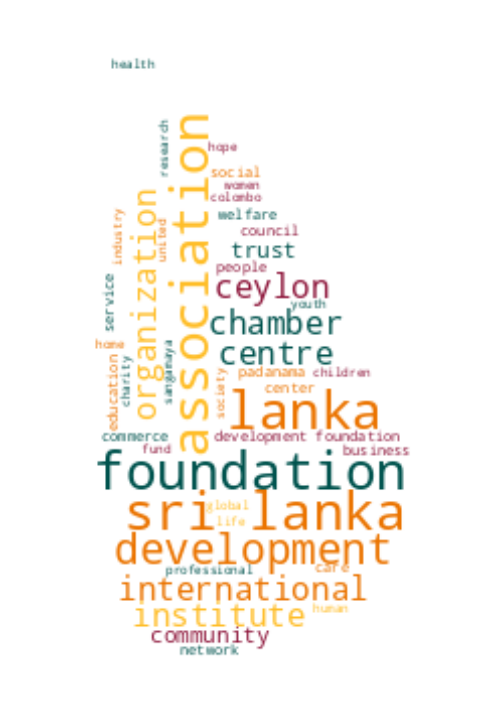 health
research
association
hope
social
women
colombo
organization
welfare
industry
united
council
trust
people
ceylon
service
youth
chamber
home
sangamaya
centre
charity
education
society
padanama
children
center
lanka
commerce
development foundation
fund
business
foundation
sri lanka
global
life
development
professional
care
international
institute
human
community
network